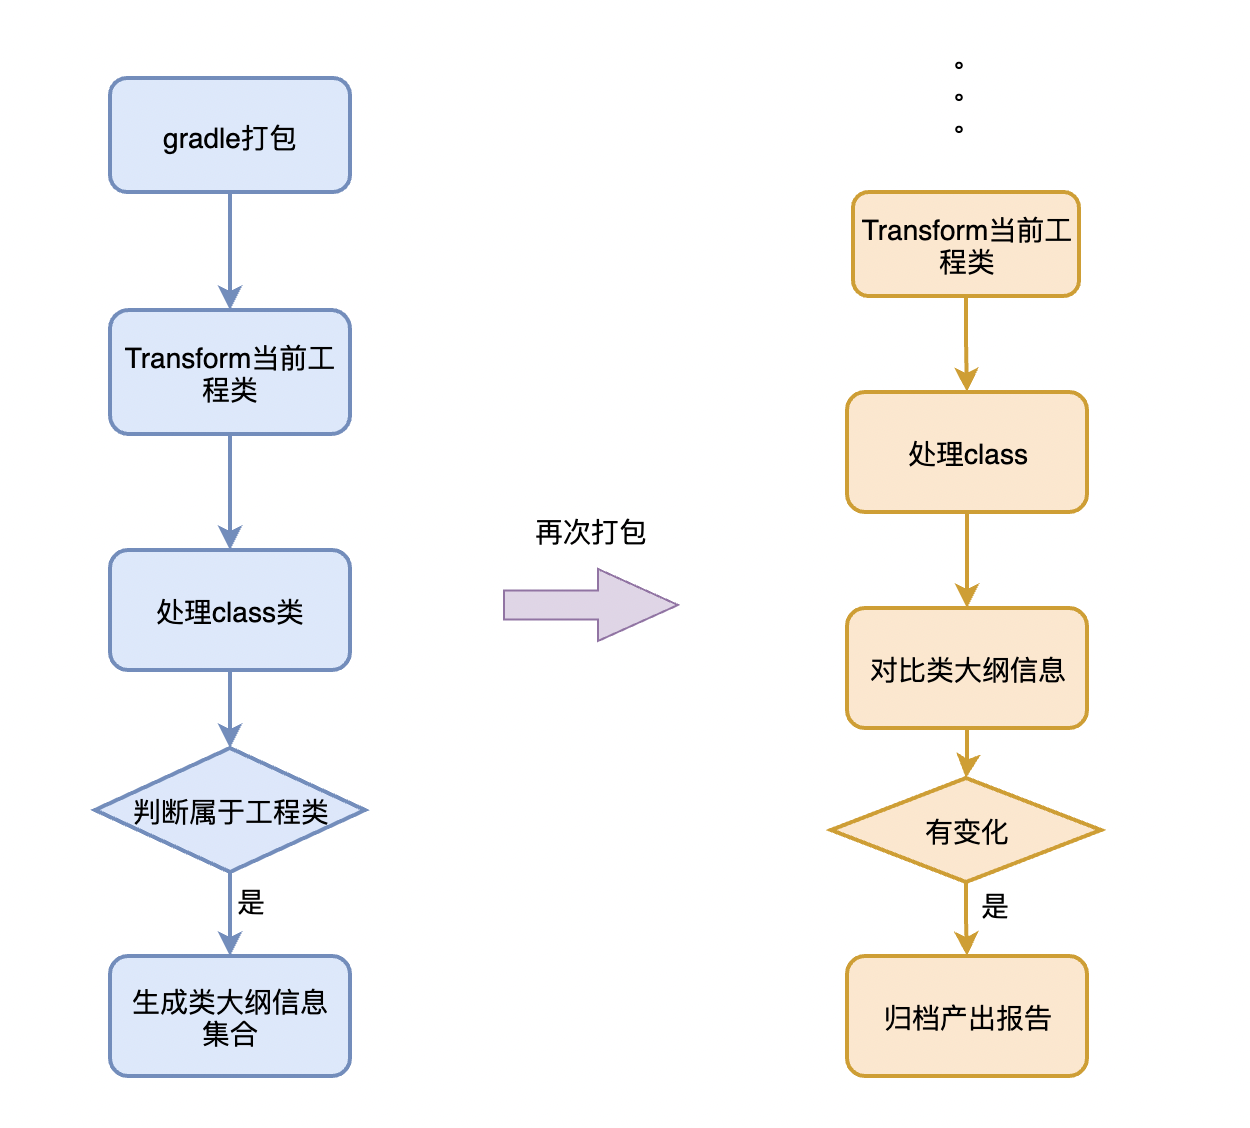 gradle打包
Transform当前工
程类
处理class类
判断属于工程类
是
生成类大纲信息
集合
再次打包
。
。
。
Transform当前工
程类
处理class
对比类大纲信息
有变化
是
归档产出报告